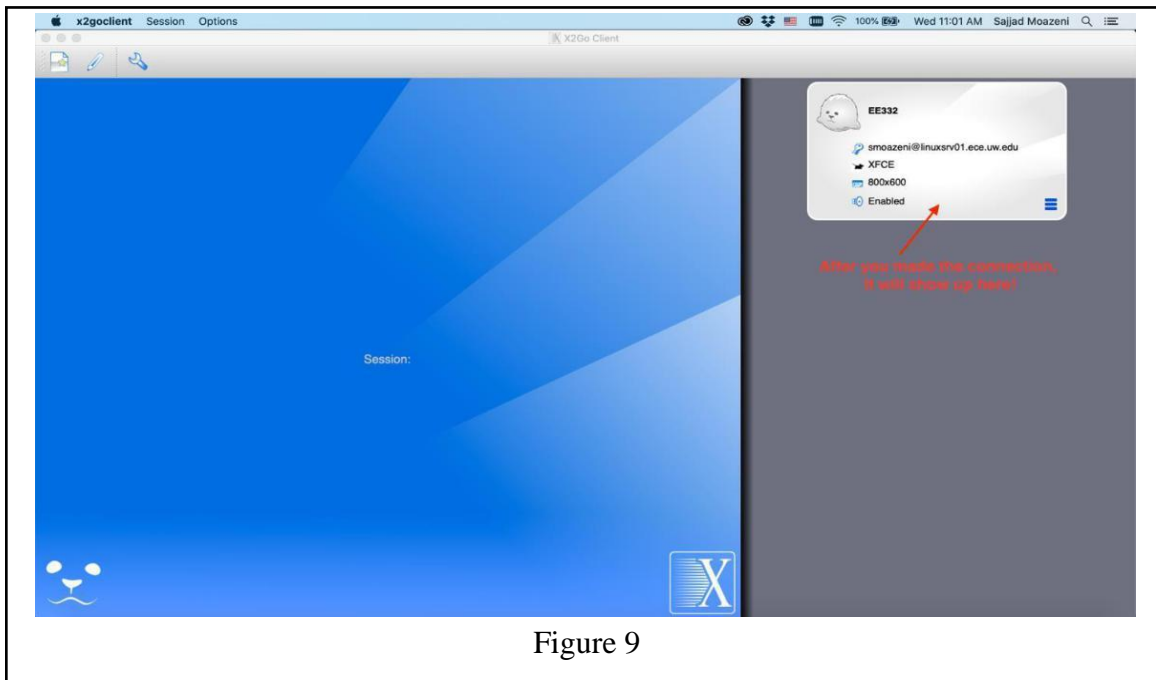 x2goclient Session Options 100% Wed 11:01 AM Sajjad Moazeni
X2Go Client
EE332
smoazeni@linuxsrv01.ece.uw.edu
XFCE
800x600
Enabled
After you made the connection,
it will show up here!
Session:
X
Figure 9